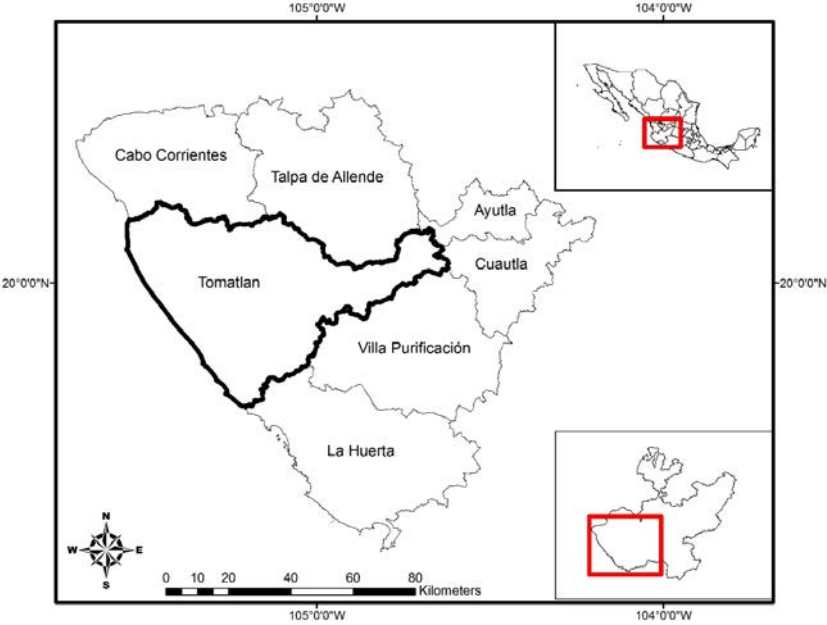 105°0'0"W 104°0'0"W
Cabo Corrientes
Talpa de Allende
Ayutla
Cuautla
20°0'0"N 20°0'0"N
Tomatlan
Villa Purificación
La Huerta
N
W E
S
0 10 20 40 60 80
Kilometers
105°0'0"W 104°0'0"W